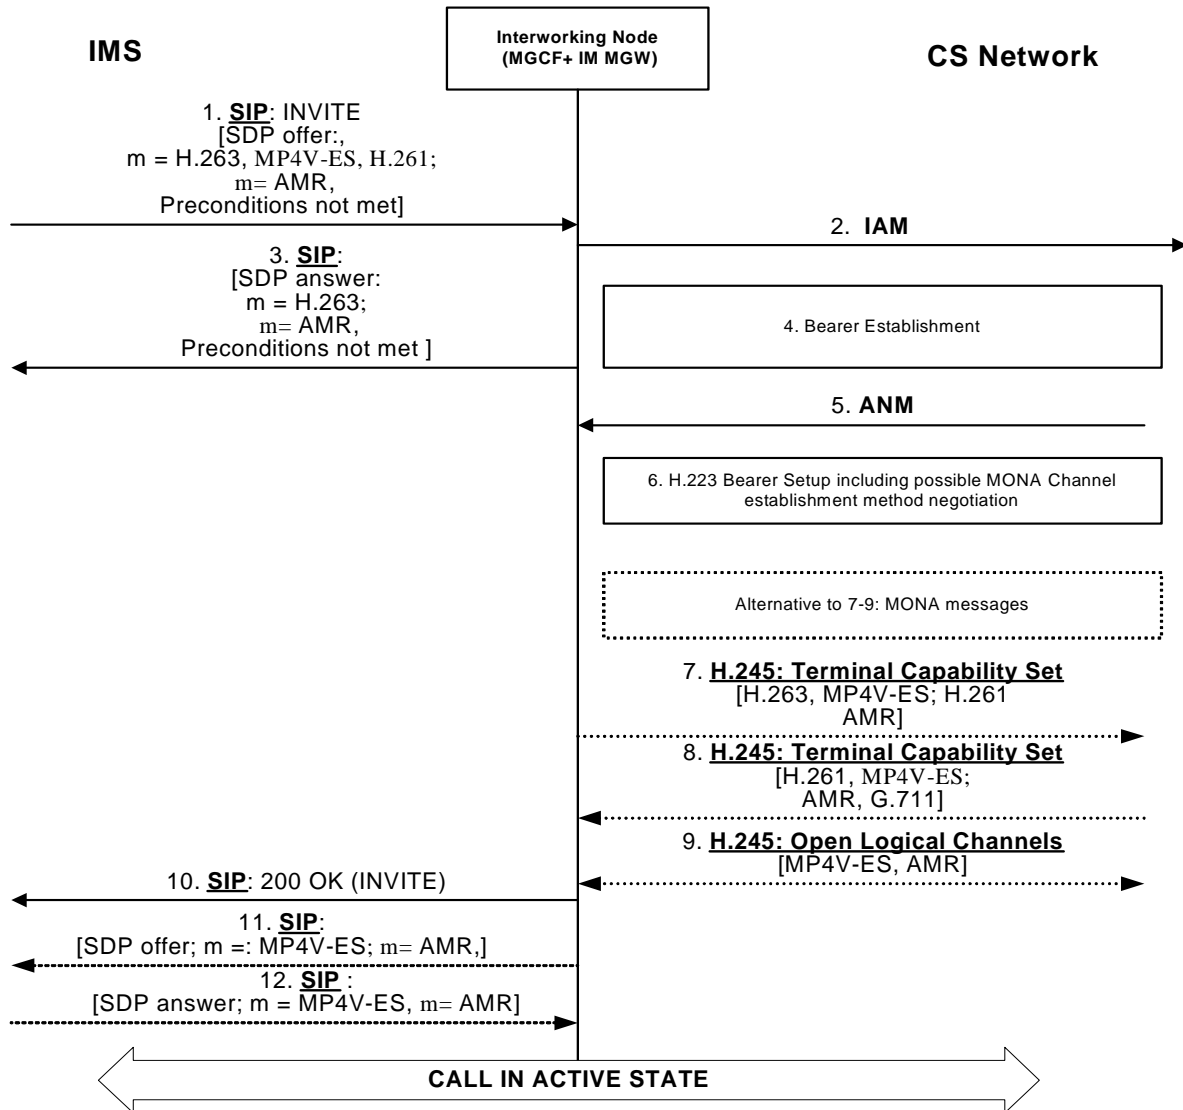 IMS
Interworking Node
(MGCF+ IM MGW)
CS Network
1. SIP: INVITE
[SDP offer:,
m = H.263, MP4V-ES, H.261;
m= AMR,
Preconditions not met]
2. IAM
3. SIP:
[SDP answer:
m = H.263;
m= AMR,
Preconditions not met ]
4. Bearer Establishment
5. ANM
6. H.223 Bearer Setup including possible MONA Channel
establishment method negotiation
Alternative to 7-9: MONA messages
7. H.245: Terminal Capability Set
[H.263, MP4V-ES; H.261
AMR]
8. H.245: Terminal Capability Set
[H.261, MP4V-ES;
AMR, G.711]
9. H.245: Open Logical Channels
[MP4V-ES, AMR]
10. SIP: 200 OK (INVITE)
11. SIP:
[SDP offer; m =: MP4V-ES; m= AMR,]
12. SIP :
[SDP answer; m = MP4V-ES, m= AMR]
CALL IN ACTIVE STATE